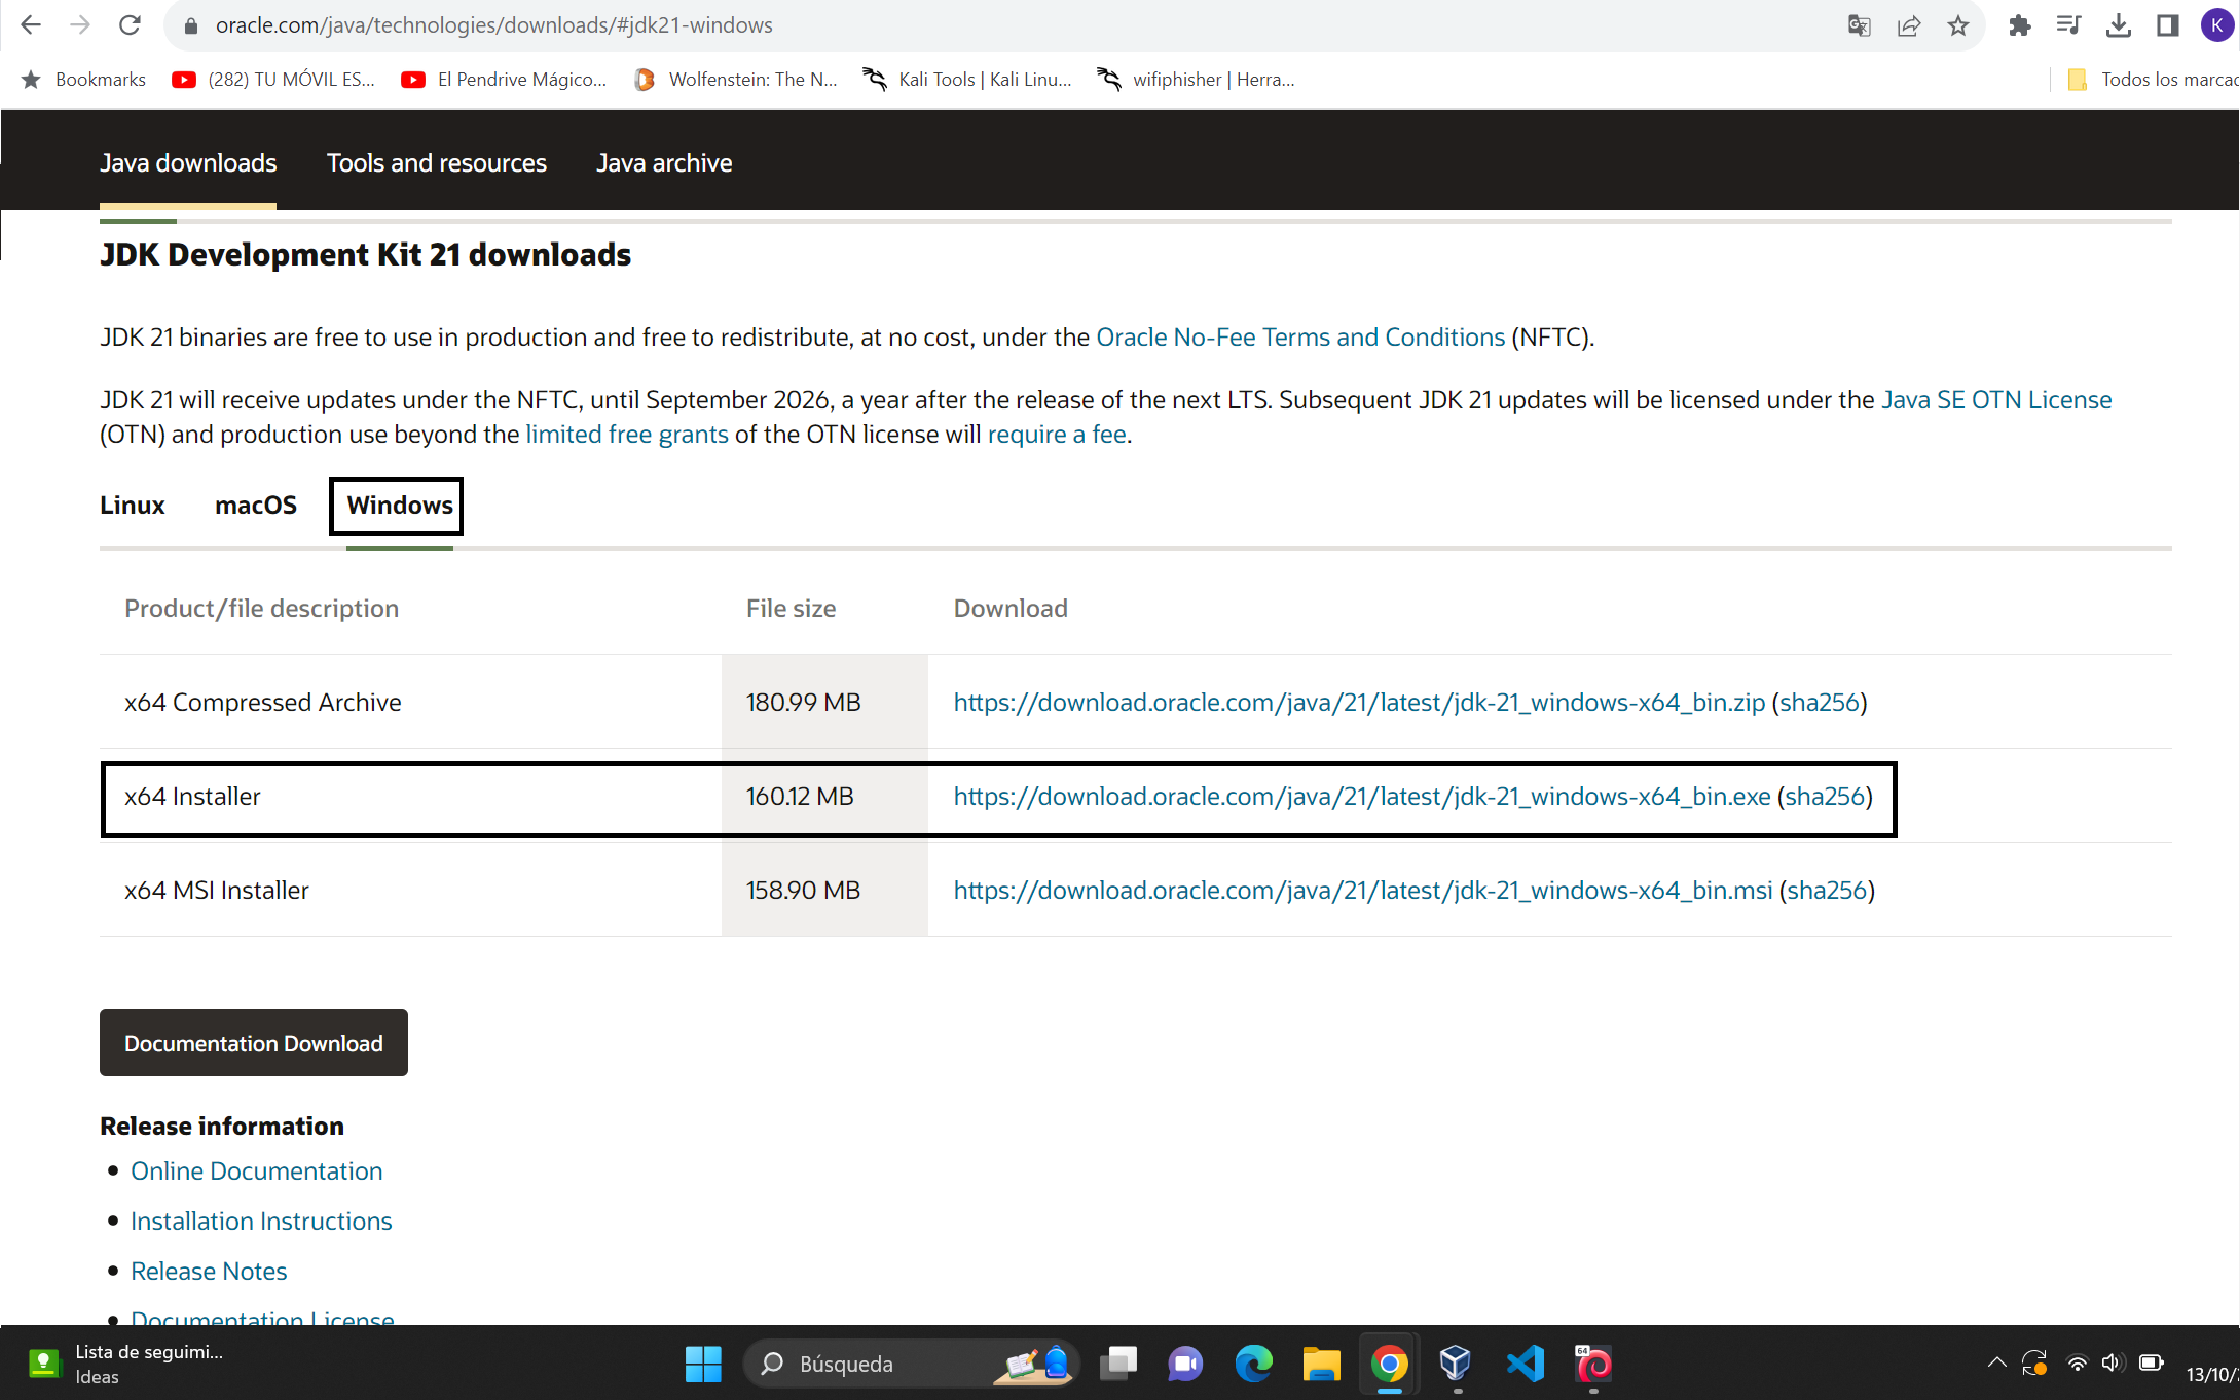 oracle.com/java/technologies/downloads/#jdk21-windows
K
Bookmarks
(282) TU MÓVIL ES...
El Pendrive Mágico...
Wolfenstein: The N...
Kali Tools | Kali Linu...
wifiphisher | Herra...
Todos los marcad
Java downloads
Tools and resources
Java archive
JDK Development Kit 21 downloads
JDK 21 binaries are free to use in production and free to redistribute, at no cost, under the Oracle No-Fee Terms and Conditions (NFTC).
JDK 21 will receive updates under the NFTC, until September 2026, a year after the release of the next LTS. Subsequent JDK 21 updates will be licensed under the Java SE OTN License
(OTN) and production use beyond the limited free grants of the OTN license will require a fee.
Linux macOS Windows
Product/file description File size Download
x64 Compressed Archive 180.99 MB https://download.oracle.com/java/21/latest/jdk-21_windows-x64_bin.zip (sha256)
x64 Installer 160.12 MB https://download.oracle.com/java/21/latest/jdk-21_windows-x64_bin.exe (sha256)
x64 MSI Installer 158.90 MB https://download.oracle.com/java/21/latest/jdk-21_windows-x64_bin.msi (sha256)
Documentation Download
Release information
Online Documentation
Installation Instructions
Release Notes
Documentation License
Lista de seguimi...
Ideas
Búsqueda
64
13/10/